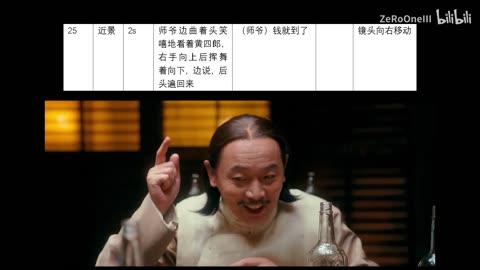 ZeRoOneIII bilibili
25 近景 2s 师爷边曲着头笑 （师爷）钱就到了 镜头向右移动
嘻地看着黄四郎，
右手向上后挥舞
着向下，边说，后
头遍回来